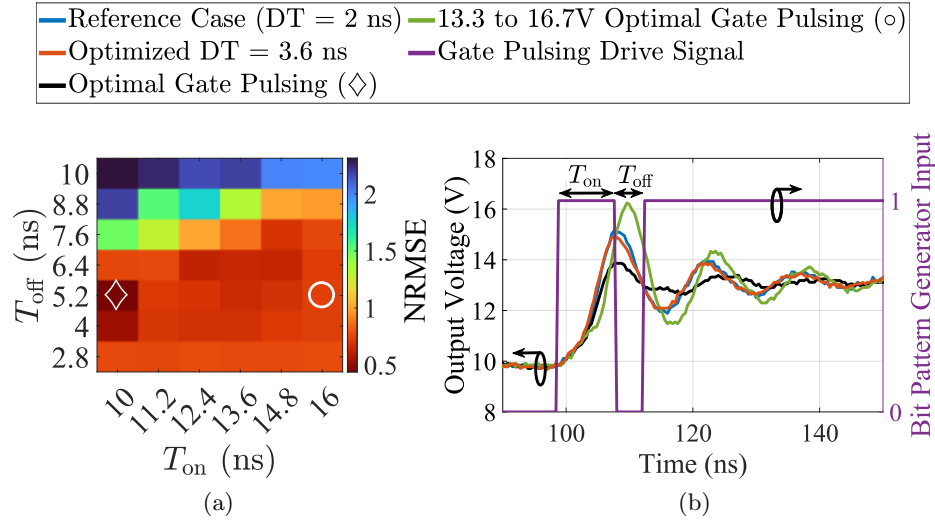 Reference Case (DT = 2 ns)
13.3 to 16.7V Optimal Gate Pulsing (○)
Optimized DT = 3.6 ns
Gate Pulsing Drive Signal
Optimal Gate Pulsing (◇)
T_off (ns)
10
8.8
7.6
6.4
5.2
4
2.8
10
11.2
12.4
13.6
14.8
16
T_on (ns)
2
1.5
1
0.5
NRMSE
(a)
Output Voltage (V)
18
16
14
12
10
8
T_on
T_off
1
0
Bit Pattern Generator Input
100
120
140
Time (ns)
(b)